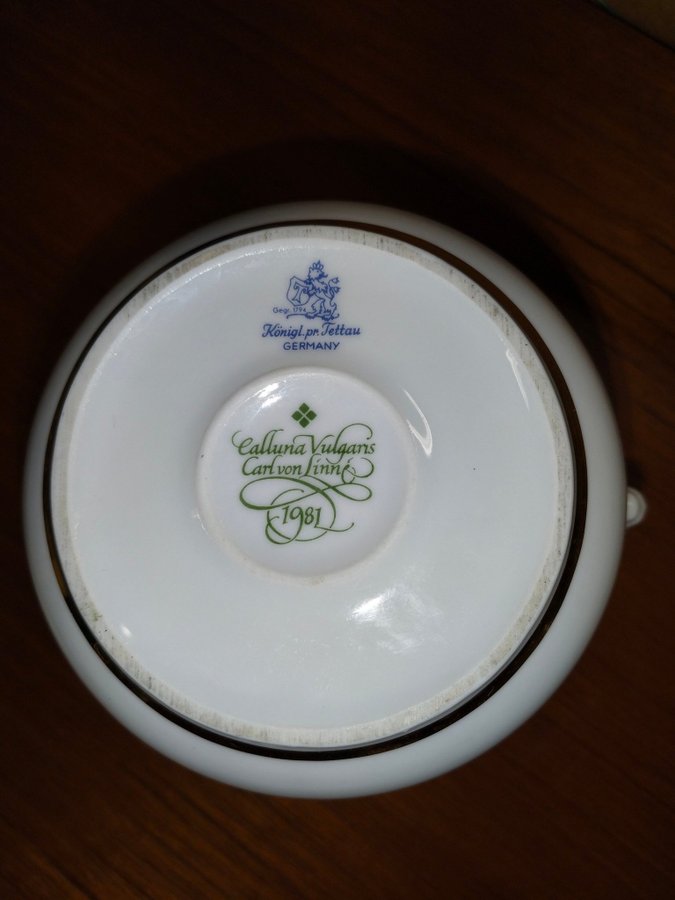 Gegr. 1794
Königl. pr. Tettau
GERMANY
Calluna Vulgaris
Carl von Linné
1981